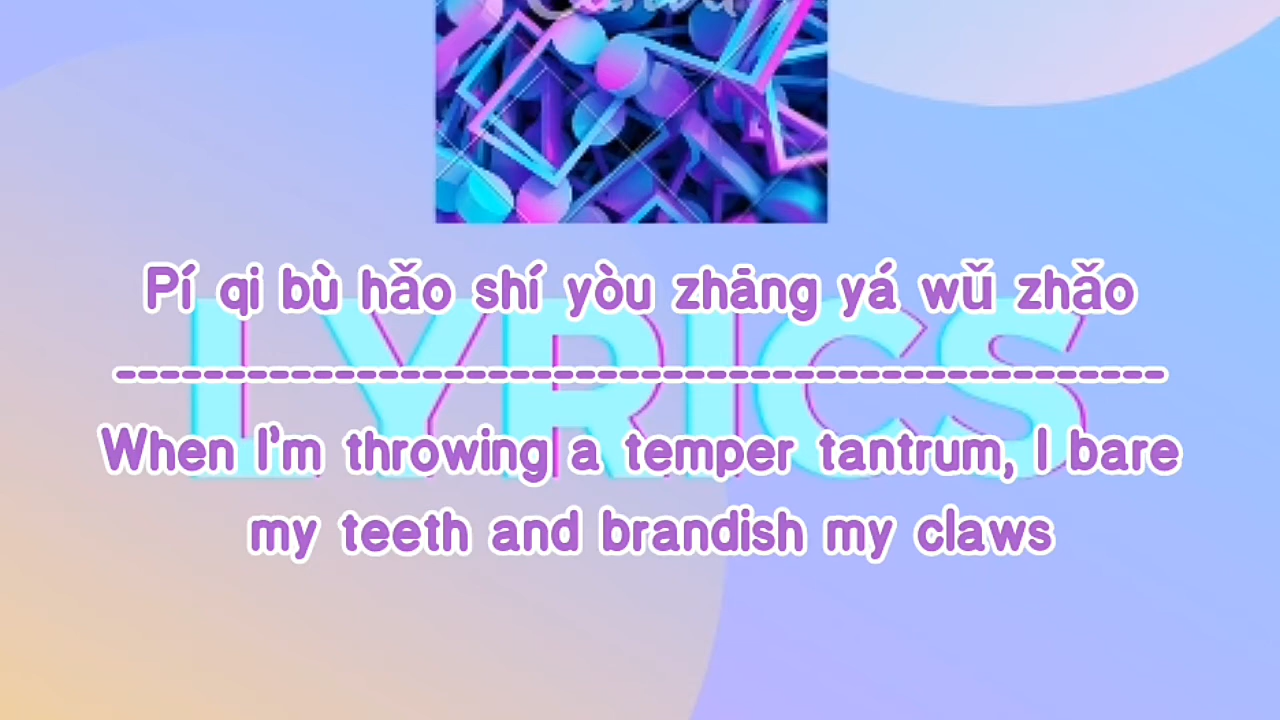 Canva
Pí qi bù hǎo shí yòu zhāng yá wǔ zhǎo
LYRICS
--------------------------------------------------
When I'm throwing a temper tantrum, I bare
my teeth and brandish my claws